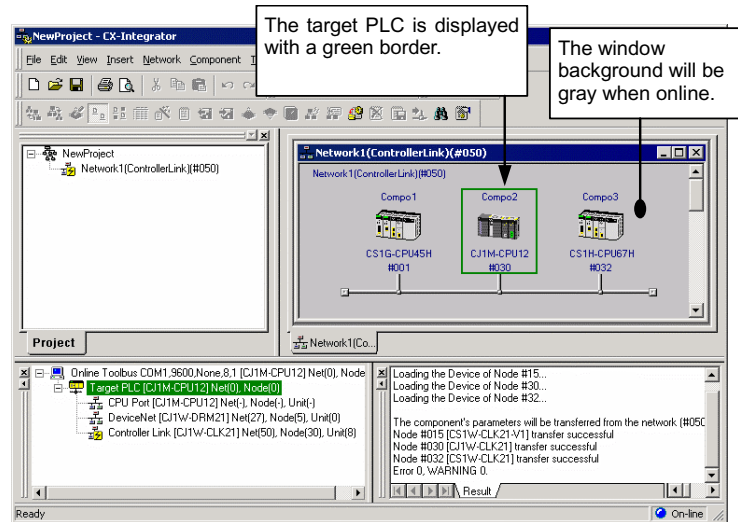 The target PLC is displayed
with a green border.
The window
background will be
gray when online.
NewProject - CX-Integrator
File Edit View Insert Network Component
NewProject
Network1(ControllerLink)(#050)
Project
Network1(ControllerLink)(#050)
Network1(ControllerLink)(#050)
Compo1 Compo2 Compo3
CS1G-CPU45H CJ1M-CPU12 CS1H-CPU67H
#001 #030 #032
Network1(Co...
Online Toolbus COM1,9600,None,8,1 [CJ1M-CPU12] Net(0), Node
Target PLC [CJ1M-CPU12] Net(0), Node(0)
CPU Port [CJ1M-CPU12] Net(-), Node(-), Unit(-)
DeviceNet [CJ1W-DRM21] Net(27), Node(5), Unit(0)
Controller Link [CJ1W-CLK21] Net(50), Node(30), Unit(8)
Loading the Device of Node #15...
Loading the Device of Node #30...
Loading the Device of Node #32...
The component's parameters will be transferred from the network (#050
Node #015 [CS1W-CLK21-V1] transfer successful
Node #030 [CJ1W-CLK21] transfer successful
Node #032 [CS1W-CLK21] transfer successful
Error 0, WARNING 0.
Result
Ready
On-line